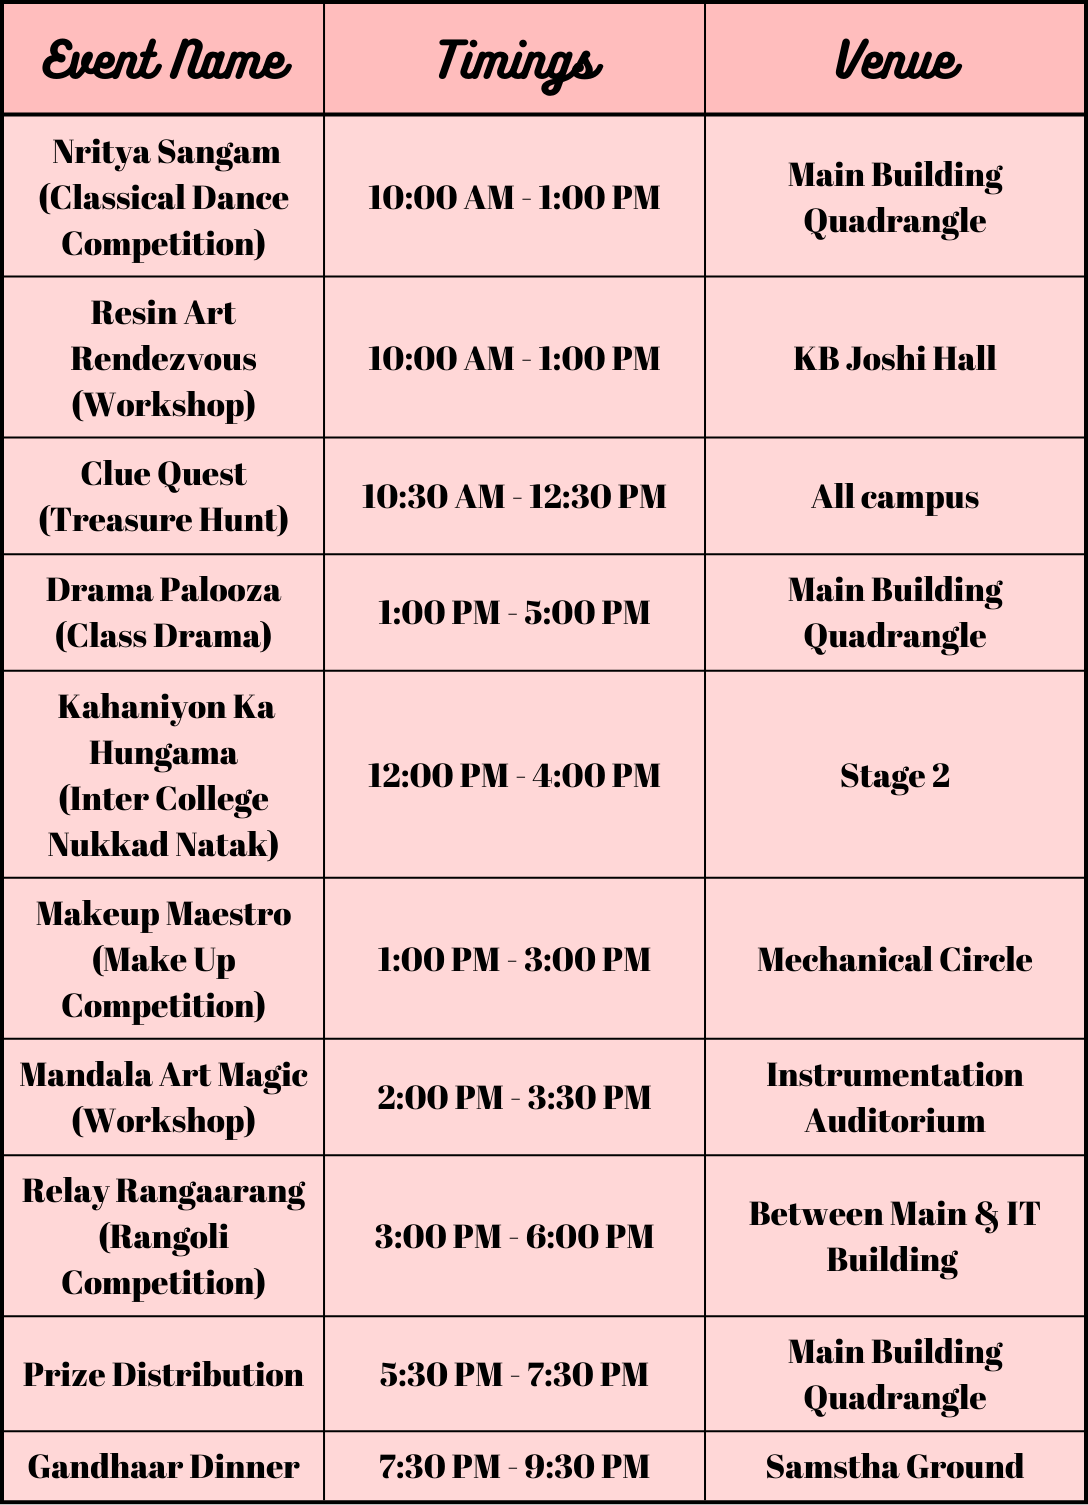 Event Name
Timings
Venue
Nritya Sangam
(Classical Dance
Competition)
10:00 AM - 1:00 PM
Main Building
Quadrangle
Resin Art
Rendezvous
(Workshop)
10:00 AM - 1:00 PM
KB Joshi Hall
Clue Quest
(Treasure Hunt)
10:30 AM - 12:30 PM
All campus
Drama Palooza
(Class Drama)
1:00 PM - 5:00 PM
Main Building
Quadrangle
Kahaniyon Ka
Hungama
(Inter College
Nukkad Natak)
12:00 PM - 4:00 PM
Stage 2
Makeup Maestro
(Make Up
Competition)
1:00 PM - 3:00 PM
Mechanical Circle
Mandala Art Magic
(Workshop)
2:00 PM - 3:30 PM
Instrumentation
Auditorium
Relay Rangaarang
(Rangoli
Competition)
3:00 PM - 6:00 PM
Between Main & IT
Building
Prize Distribution
5:30 PM - 7:30 PM
Main Building
Quadrangle
Gandhaar Dinner
7:30 PM - 9:30 PM
Samstha Ground